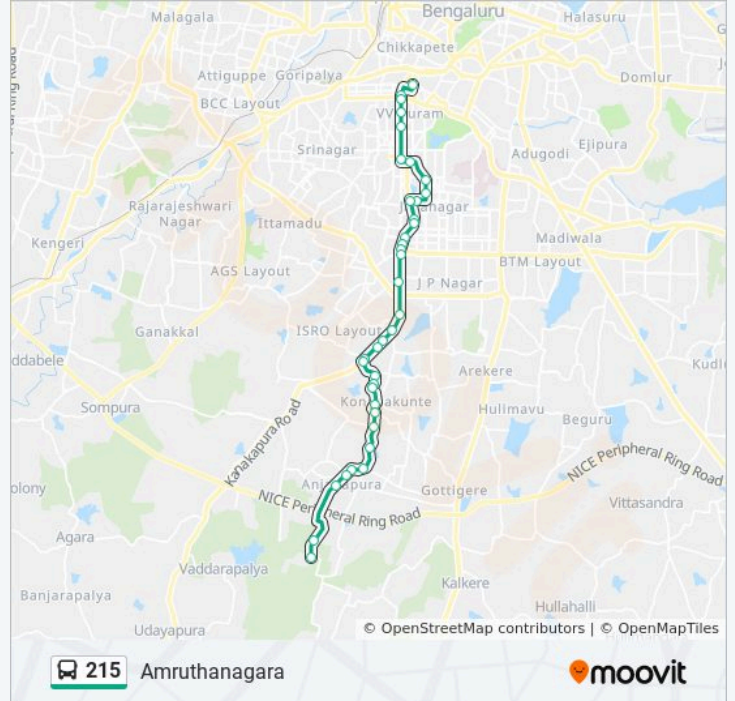 Malagala
Bengaluru
Halasuru
Chikkapete
Attiguppe
Goripalya
Domlur
BCC Layout
Srinagar
Adugodi
Ejipura
Rajarajeshwari
Nagar
Ittamadu
Madiwala
Kengeri
AGS Layout
BTM Layout
J P Nagar
Ganakkal
ISRO Layout
ddabele
Arekere
Sompura
Hulimavu
Beguru
Kanakapura Road
NICE Peripheral Ring Road
Gottigere
olony
NICE Peripheral Ring Road
Vittasandra
Agara
Vaddarapalya
Kalkere
Banjarapalya
Hullahalli
Udayapura
© OpenStreetMap contributors | © OpenMapTiles
215 Amruthanagara
moovit